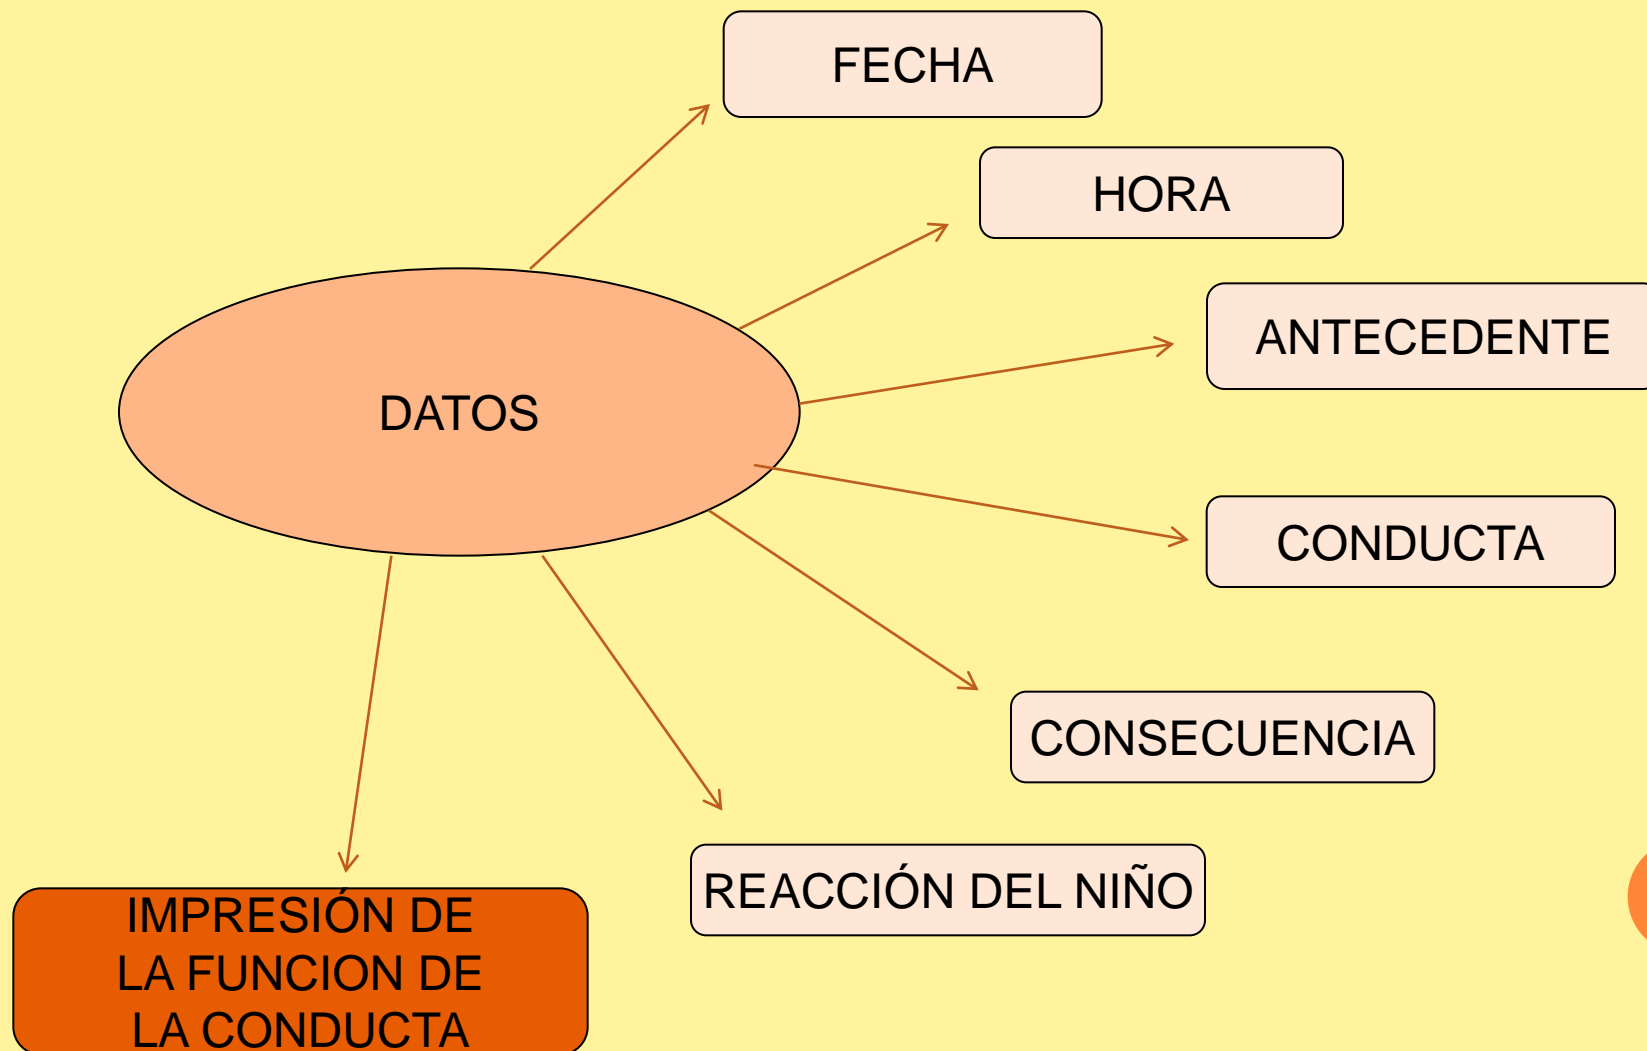 FECHA
HORA
ANTECEDENTE
DATOS
CONDUCTA
CONSECUENCIA
REACCIÓN DEL NIÑO
IMPRESIÓN DE
LA FUNCION DE
LA CONDUCTA